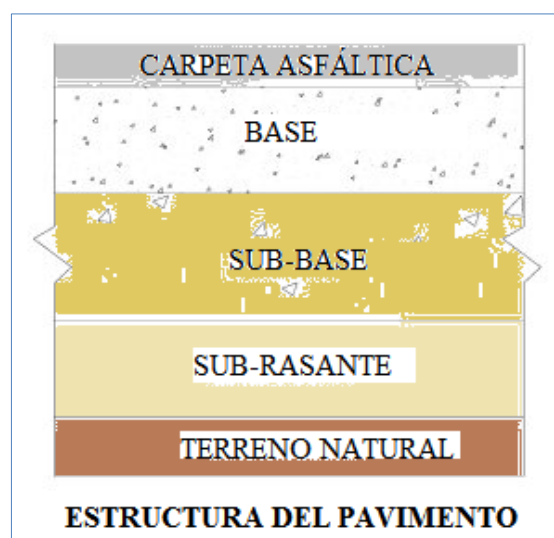 CARPETA ASFÁLTICA
BASE
SUB-BASE
SUB-RASANTE
TERRENO NATURAL
ESTRUCTURA DEL PAVIMENTO